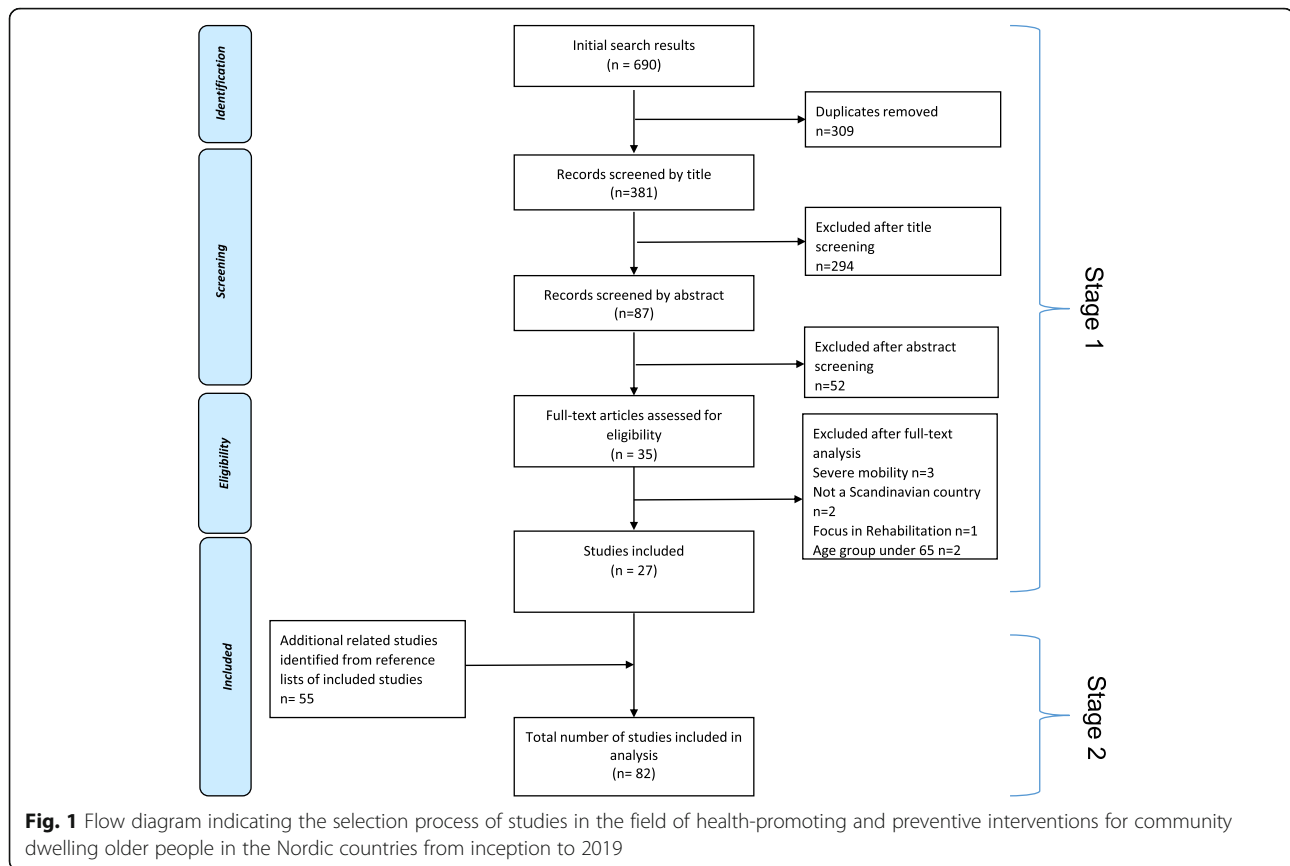 Identification
Initial search results
(n = 690)
Duplicates removed
n=309
Screening
Records screened by title
(n=381)
Excluded after title
screening
n=294
Records screened by abstract
(n=87)
Excluded after abstract
screening
n=52
Stage 1
Eligibility
Full-text articles assessed for
eligibility
(n = 35)
Excluded after full-text
analysis
Severe mobility n=3
Not a Scandinavian country
n=2
Focus in Rehabilitation n=1
Age group under 65 n=2
Included
Studies included
(n = 27)
Additional related studies
identified from reference
lists of included studies
n= 55
Total number of studies included in
analysis
(n= 82)
Stage 2
Fig. 1 Flow diagram indicating the selection process of studies in the field of health-promoting and preventive interventions for community
dwelling older people in the Nordic countries from inception to 2019